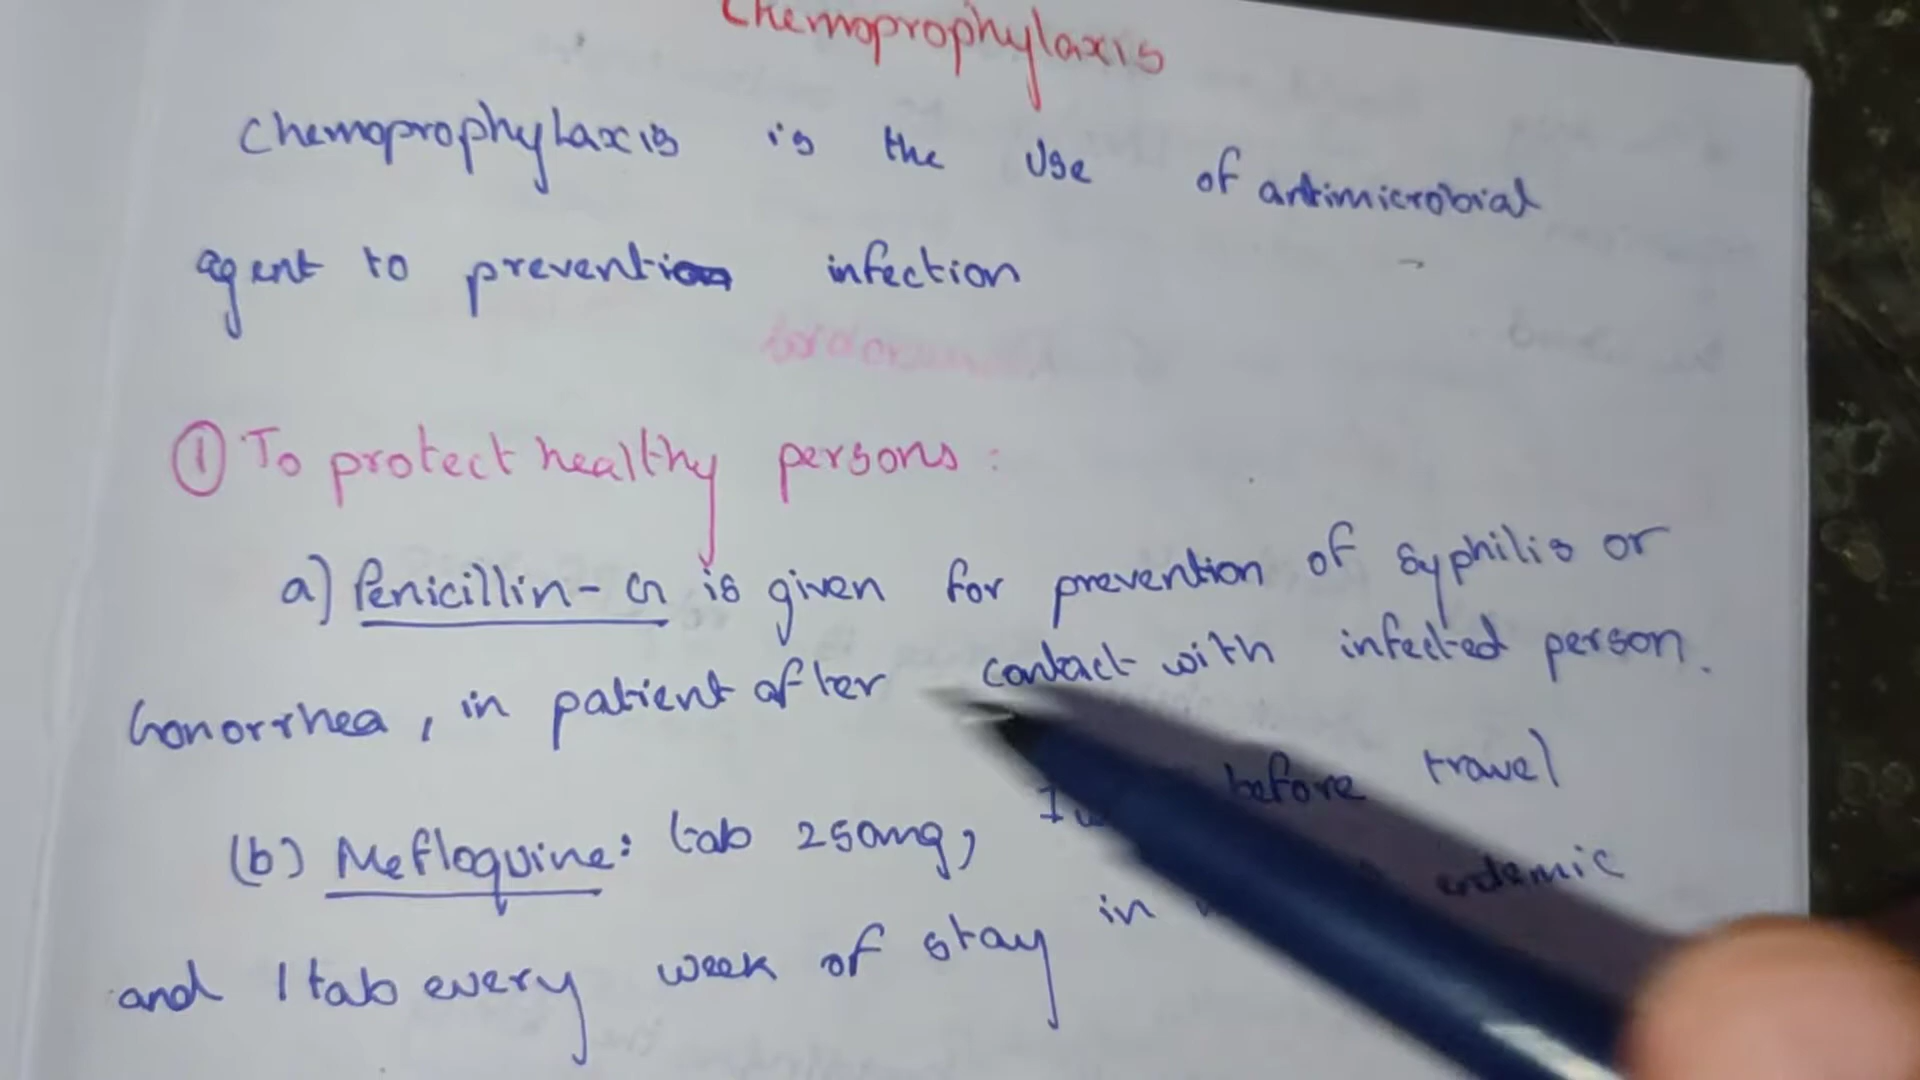 Chemoprophylaxis
Chemoprophylaxis is the Use of antimicrobial
agent to prevention infection
① To protect healthy persons :
a) Penicillin-G is given for prevention of syphilis or
Gonorrhea, in patient after contact with infected person.
(b) Mefloquine: tab 250mg, before travel
and 1 tab every week of stay in endemic